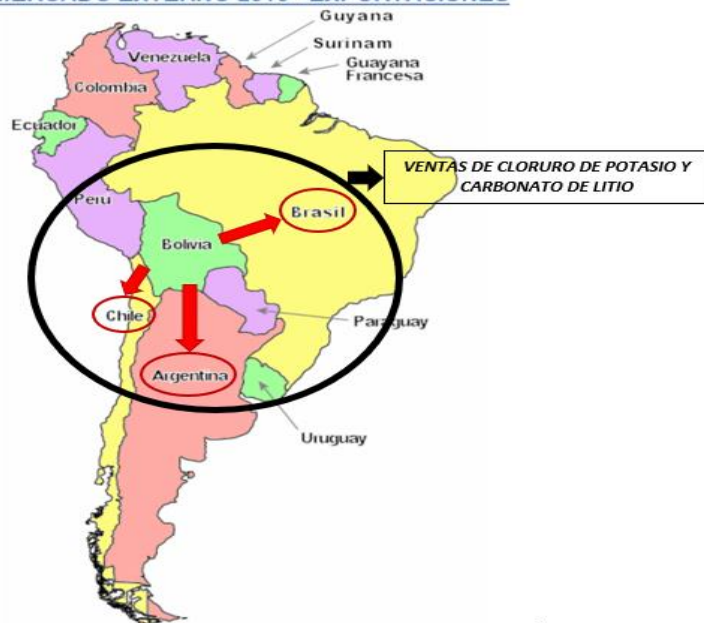 Guyana
Surinam
Guayana
Francesa
Venezuela
Colombia
Ecuador
Perú
VENTAS DE CLORURO DE POTASIO Y
CARBONATO DE LITIO
Brasil
Bolivia
Chile
Paraguay
Argentina
Uruguay